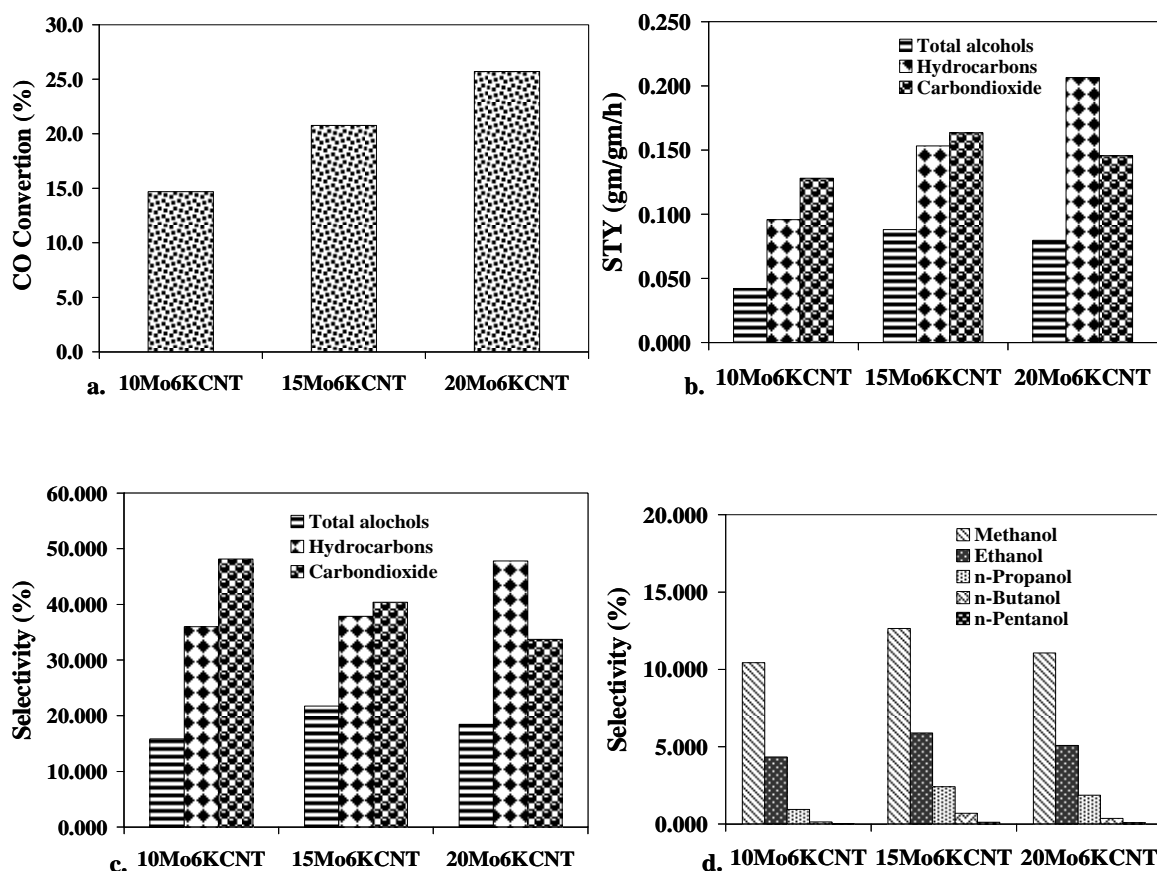 CO Convertion (%)
30.0
25.0
20.0
15.0
10.0
5.0
0.0
10Mo6KCNT 15Mo6KCNT 20Mo6KCNT
a.
STY (gm/gm/h)
0.250
0.200
0.150
0.100
0.050
0.000
Total alcohols
Hydrocarbons
Carbondioxide
10Mo6KCNT 15Mo6KCNT 20Mo6KCNT
b.
Selectivity (%)
60.000
50.000
40.000
30.000
20.000
10.000
0.000
Total alochols
Hydrocarbons
Carbondioxide
10Mo6KCNT 15Mo6KCNT 20Mo6KCNT
c.
Selectivity (%)
20.000
15.000
10.000
5.000
0.000
Methanol
Ethanol
n-Propanol
n-Butanol
n-Pentanol
10Mo6KCNT 15Mo6KCNT 20Mo6KCNT
d.